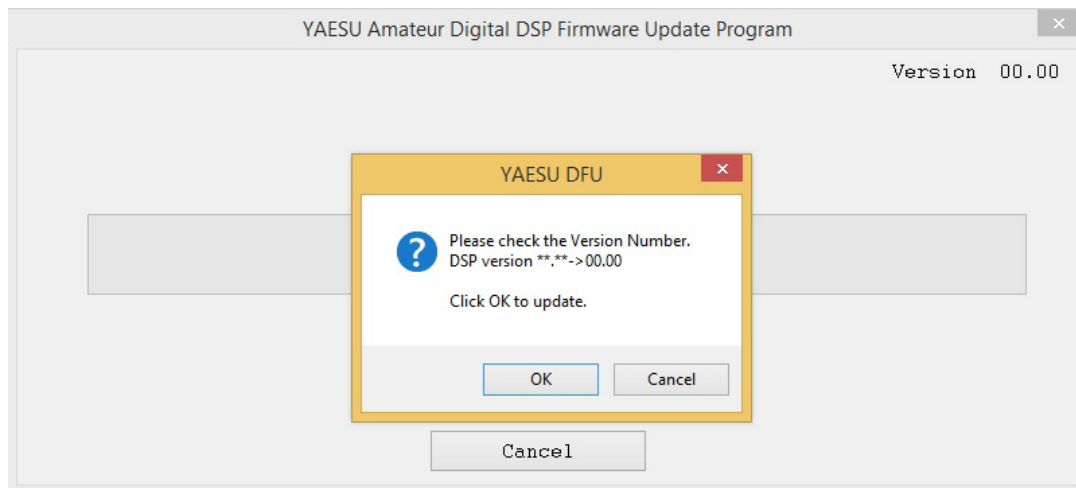 YAESU Amateur Digital DSP Firmware Update Program
Version 00.00
YAESU DFU
Please check the Version Number.
DSP version **.**->00.00
Click OK to update.
OK
Cancel
Cancel